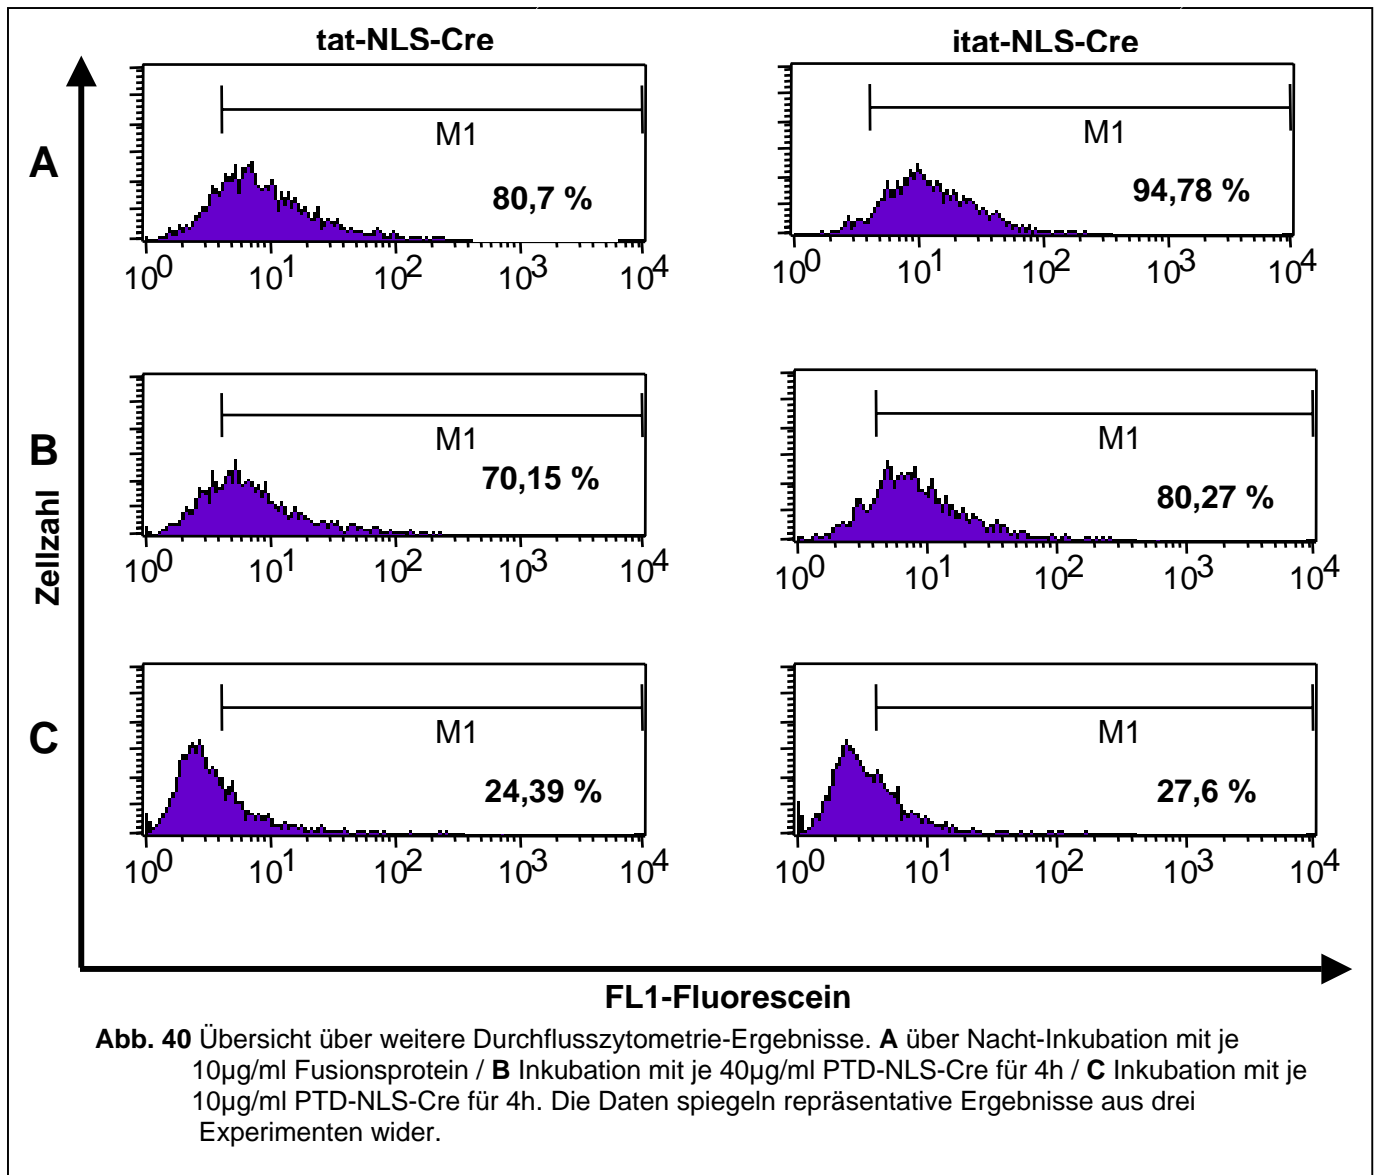 tat-NLS-Cre
itat-NLS-Cre
A
M1
80,7 %
10^0 10^1 10^2 10^3 10^4
M1
94,78 %
10^0 10^1 10^2 10^3 10^4
B
M1
70,15 %
10^0 10^1 10^2 10^3 10^4
M1
80,27 %
10^0 10^1 10^2 10^3 10^4
Zellzahl
C
M1
24,39 %
10^0 10^1 10^2 10^3 10^4
M1
27,6 %
10^0 10^1 10^2 10^3 10^4
FL1-Fluorescein
Abb. 40 Übersicht über weitere Durchflusszytometrie-Ergebnisse. A über Nacht-Inkubation mit je
10µg/ml Fusionsprotein / B Inkubation mit je 40µg/ml PTD-NLS-Cre für 4h / C Inkubation mit je
10µg/ml PTD-NLS-Cre für 4h. Die Daten spiegeln repräsentative Ergebnisse aus drei
Experimenten wider.